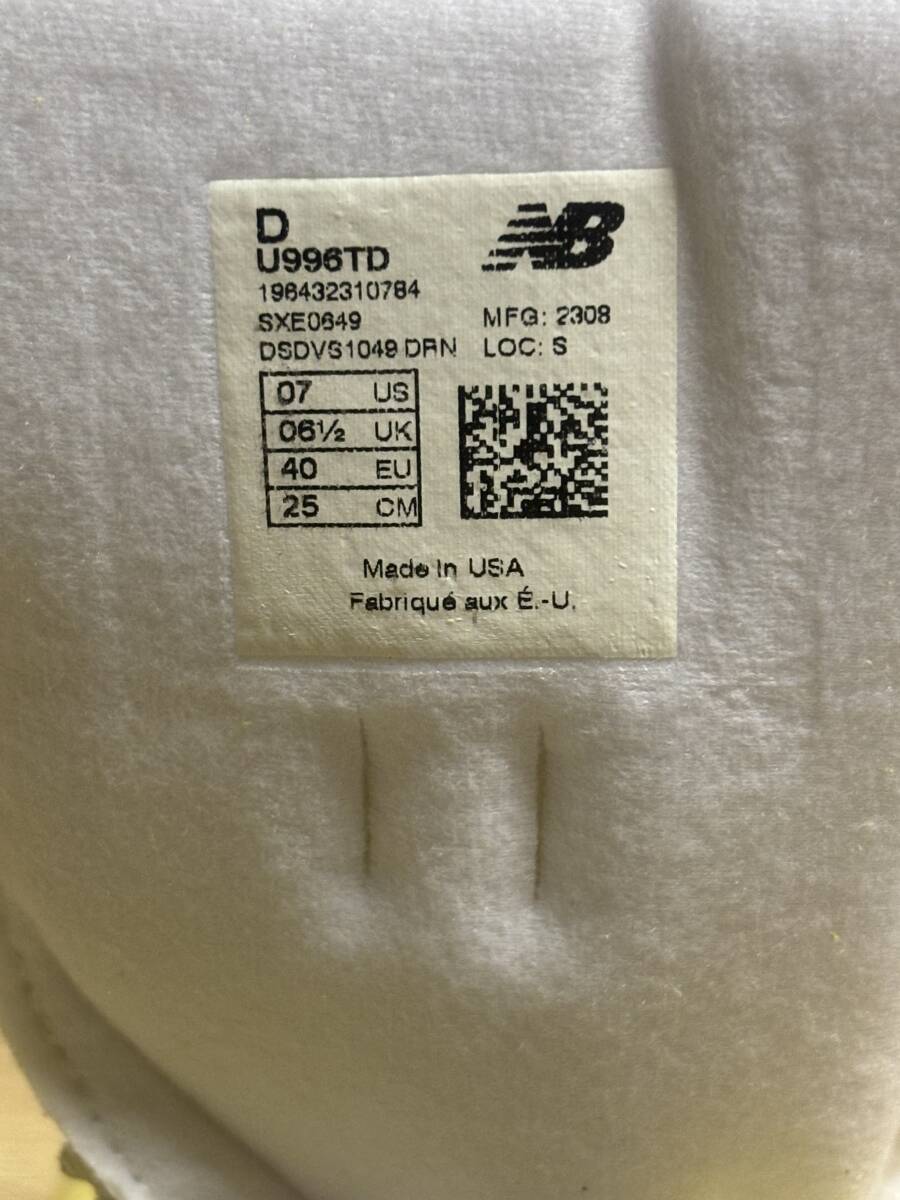 D
NB
U996TD
196432310784
SXE0649
MFG: 2308
DSDVS1049 DRN
LOC: S
07 US
06½ UK
40 EU
25 CM
Made In USA
Fabriqué aux É.-U.